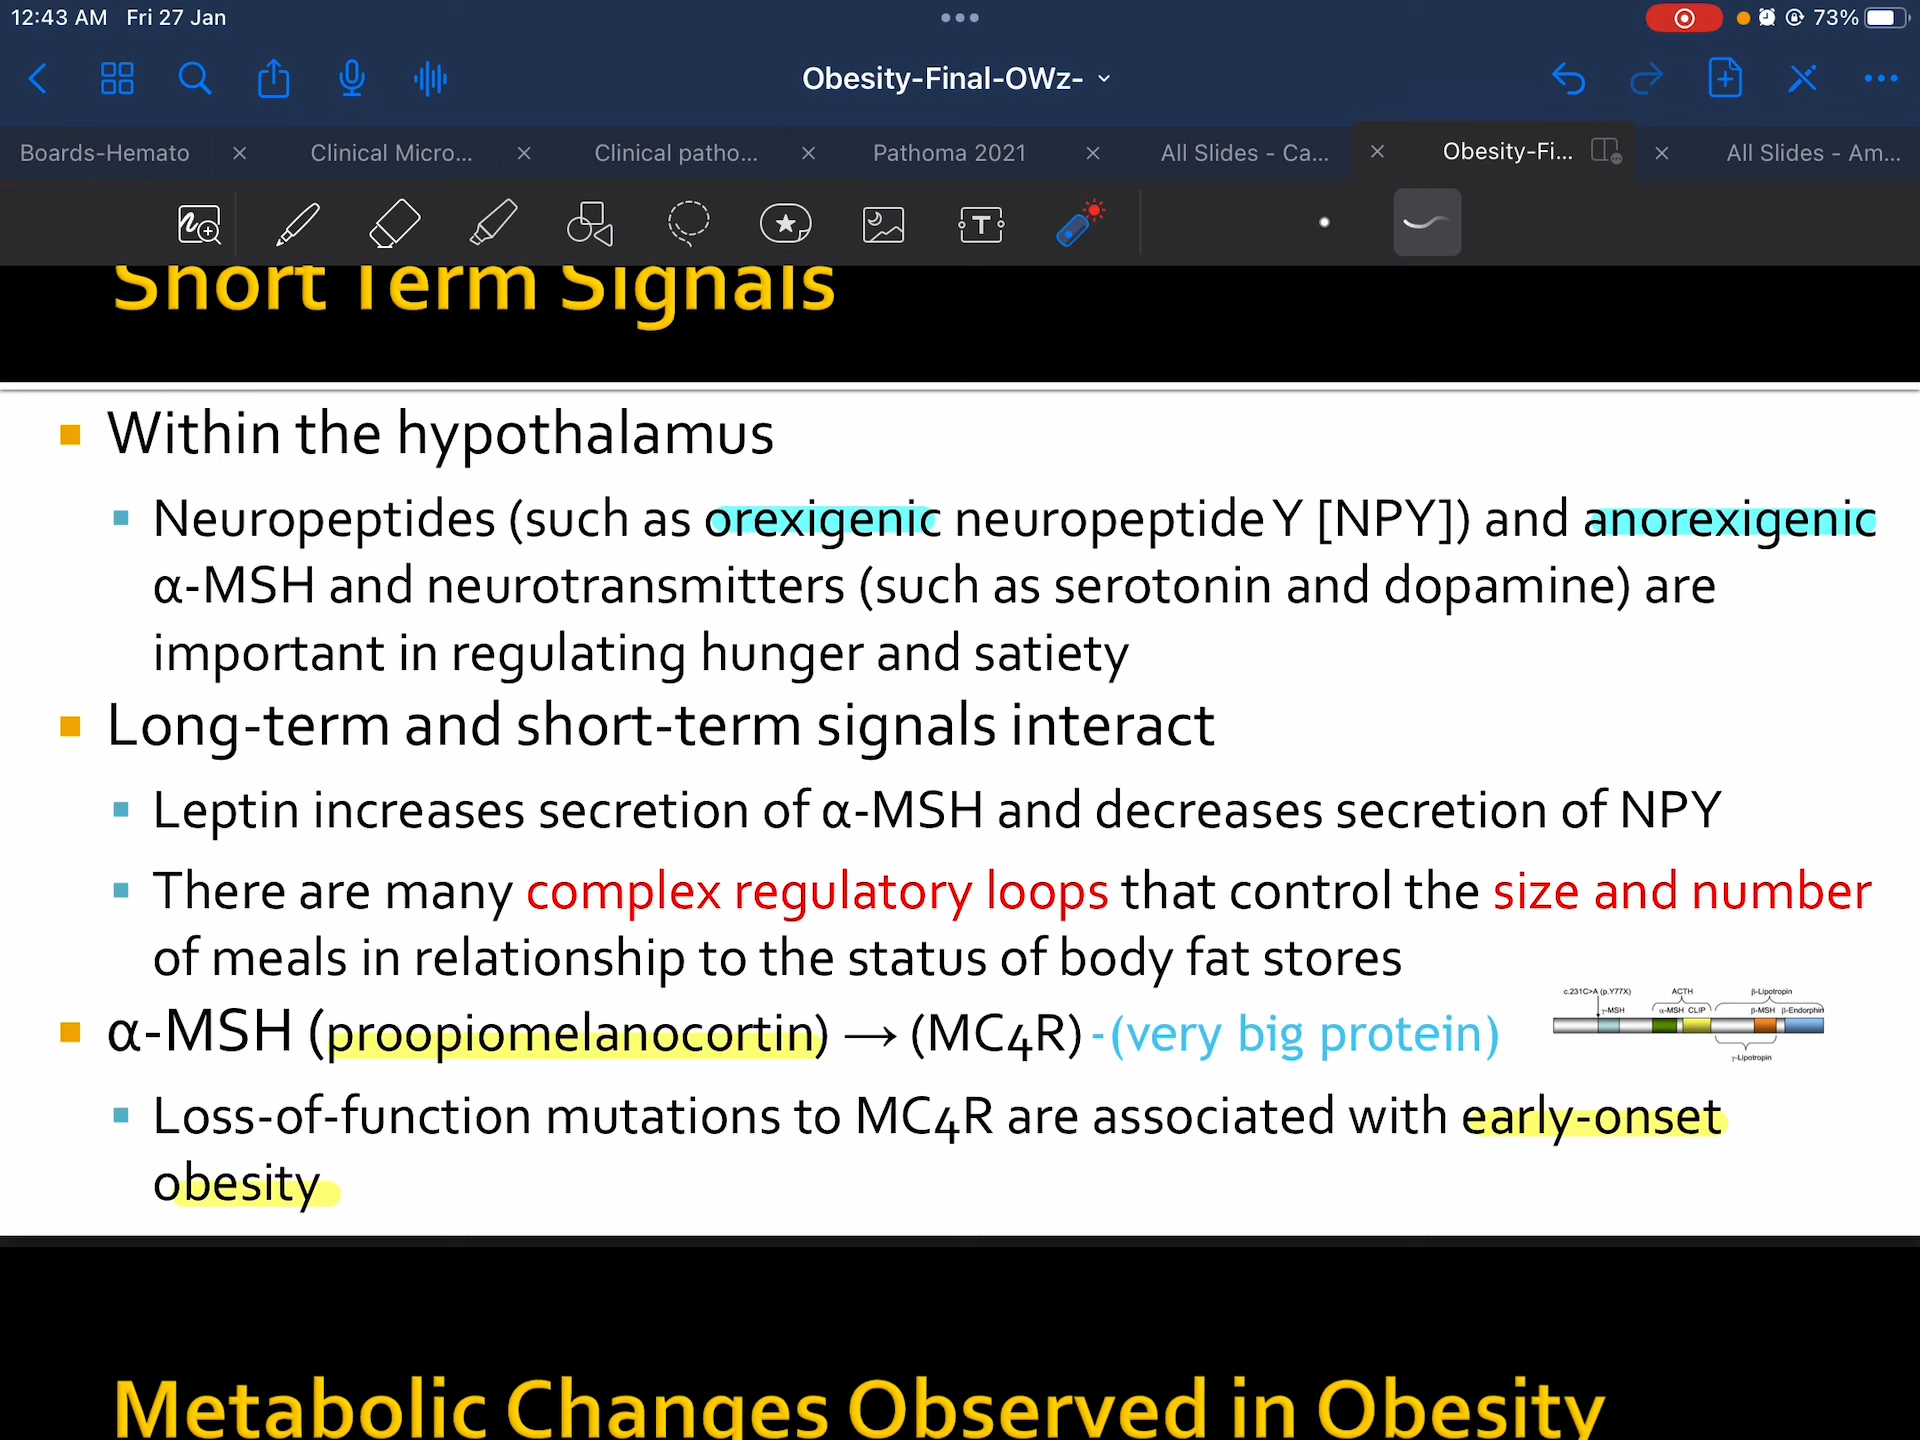 12:43 AM Fri 27 Jan
73%
Obesity-Final-OWz-
Boards-Hemato
Clinical Micro...
Clinical patho...
Pathoma 2021
All Slides - Ca...
Obesity-Fi...
All Slides - Am...
T
Short Term Signals
Within the hypothalamus
Neuropeptides (such as orexigenic neuropeptide Y [NPY]) and anorexigenic
α-MSH and neurotransmitters (such as serotonin and dopamine) are
important in regulating hunger and satiety
Long-term and short-term signals interact
Leptin increases secretion of α-MSH and decreases secretion of NPY
There are many complex regulatory loops that control the size and number
of meals in relationship to the status of body fat stores
c.231C>A (p.Y77X) ACTH β-Lipotropin
γ-MSH α-MSH CLIP β-MSH β-Endorphin
γ-Lipotropin
α-MSH (proopiomelanocortin) → (MC4R) -(very big protein)
Loss-of-function mutations to MC4R are associated with early-onset
obesity
Metabolic Changes Observed in Obesity